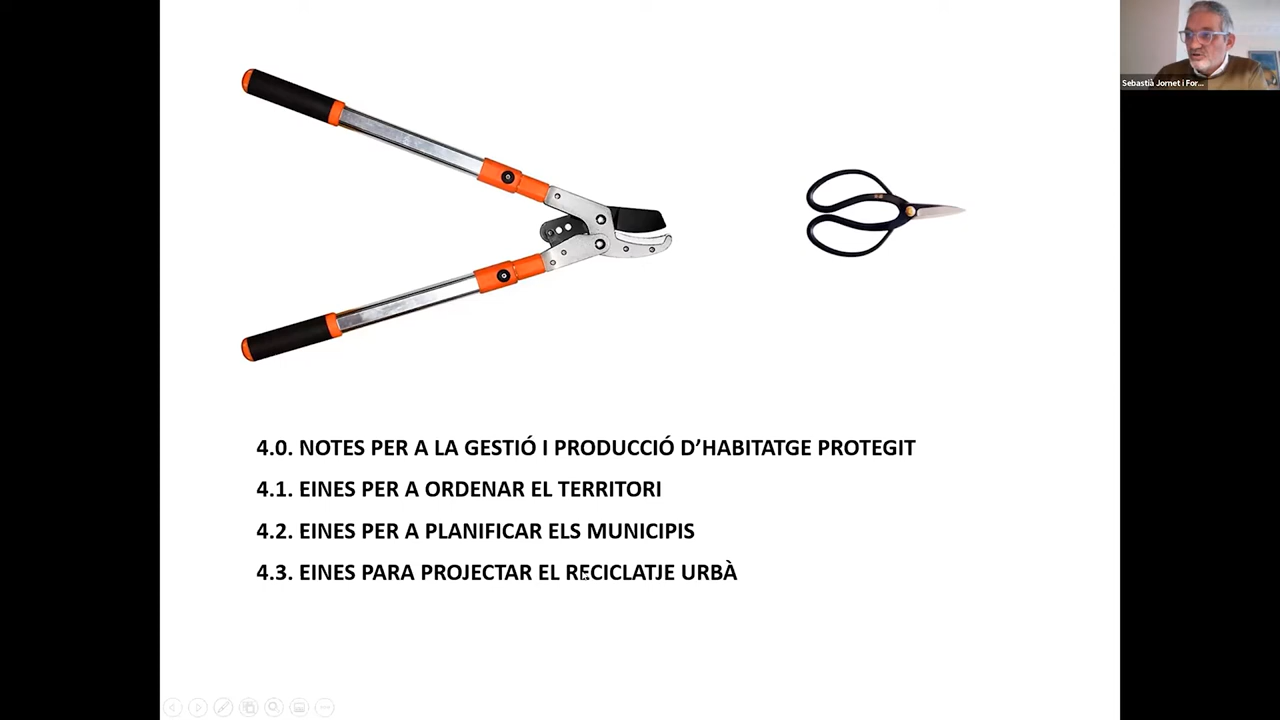 Sebastià Jornet i For...
4.0. NOTES PER A LA GESTIÓ I PRODUCCIÓ D'HABITATGE PROTEGIT
4.1. EINES PER A ORDENAR EL TERRITORI
4.2. EINES PER A PLANIFICAR ELS MUNICIPIS
4.3. EINES PARA PROJECTAR EL RECICLATJE URBÀ